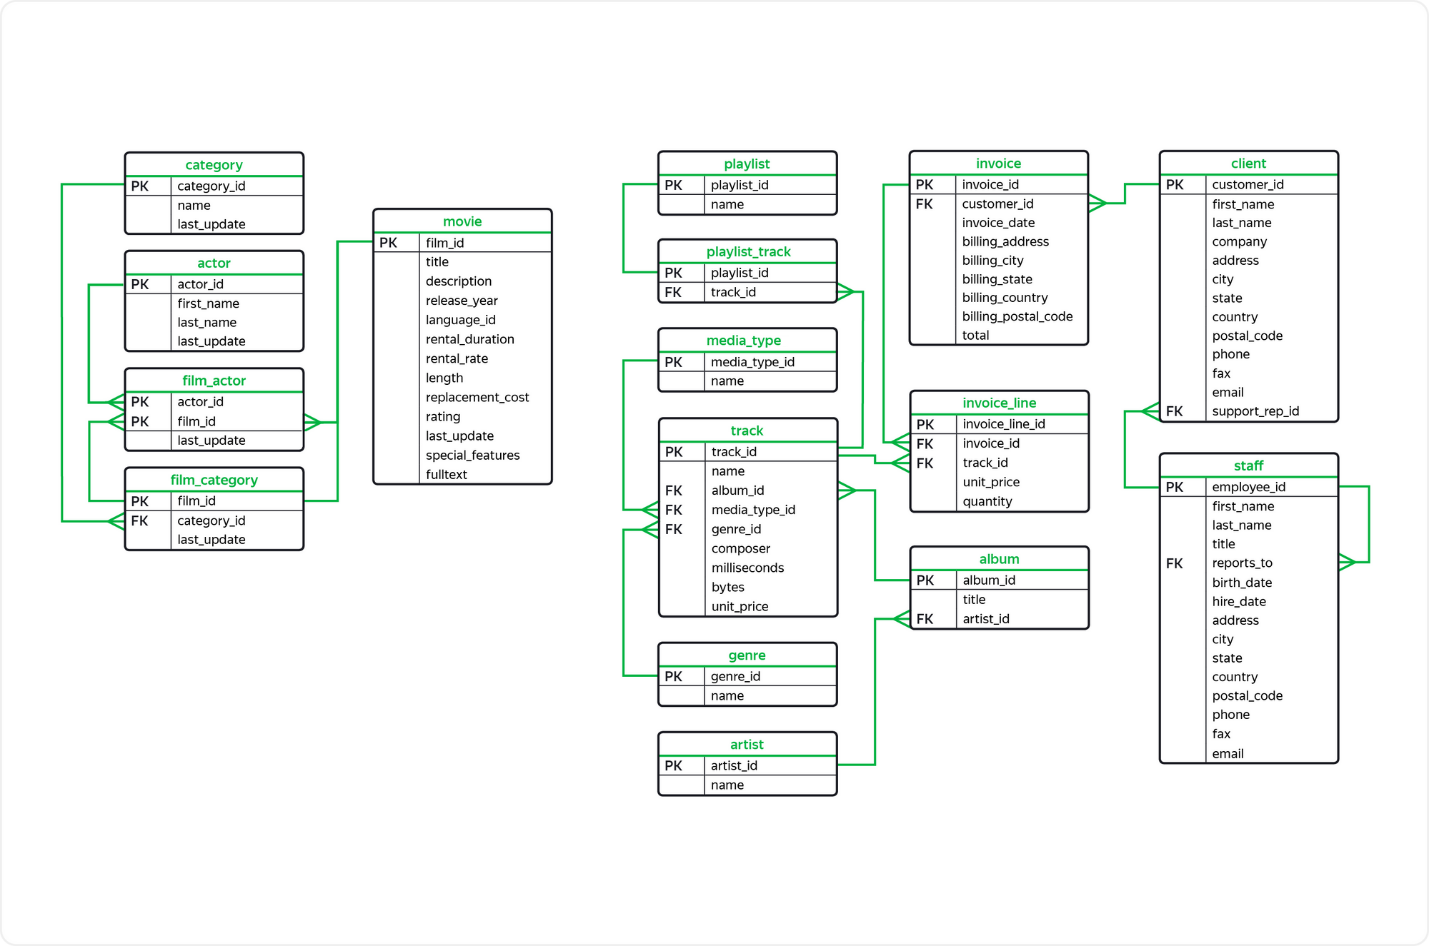 category
PK category_id
name
last_update
actor
PK actor_id
first_name
last_name
last_update
film_actor
PK actor_id
PK film_id
last_update
film_category
PK film_id
FK category_id
last_update
movie
PK film_id
title
description
release_year
language_id
rental_duration
rental_rate
length
replacement_cost
rating
last_update
special_features
fulltext
playlist
PK playlist_id
name
playlist_track
PK playlist_id
FK track_id
media_type
PK media_type_id
name
track
PK track_id
name
FK album_id
FK media_type_id
FK genre_id
composer
milliseconds
bytes
unit_price
genre
PK genre_id
name
artist
PK artist_id
name
invoice
PK invoice_id
FK customer_id
invoice_date
billing_address
billing_city
billing_state
billing_country
billing_postal_code
total
invoice_line
PK invoice_line_id
FK invoice_id
FK track_id
unit_price
quantity
album
PK album_id
title
FK artist_id
client
PK customer_id
first_name
last_name
company
address
city
state
country
postal_code
phone
fax
email
FK support_rep_id
staff
PK employee_id
first_name
last_name
title
FK reports_to
birth_date
hire_date
address
city
state
country
postal_code
phone
fax
email